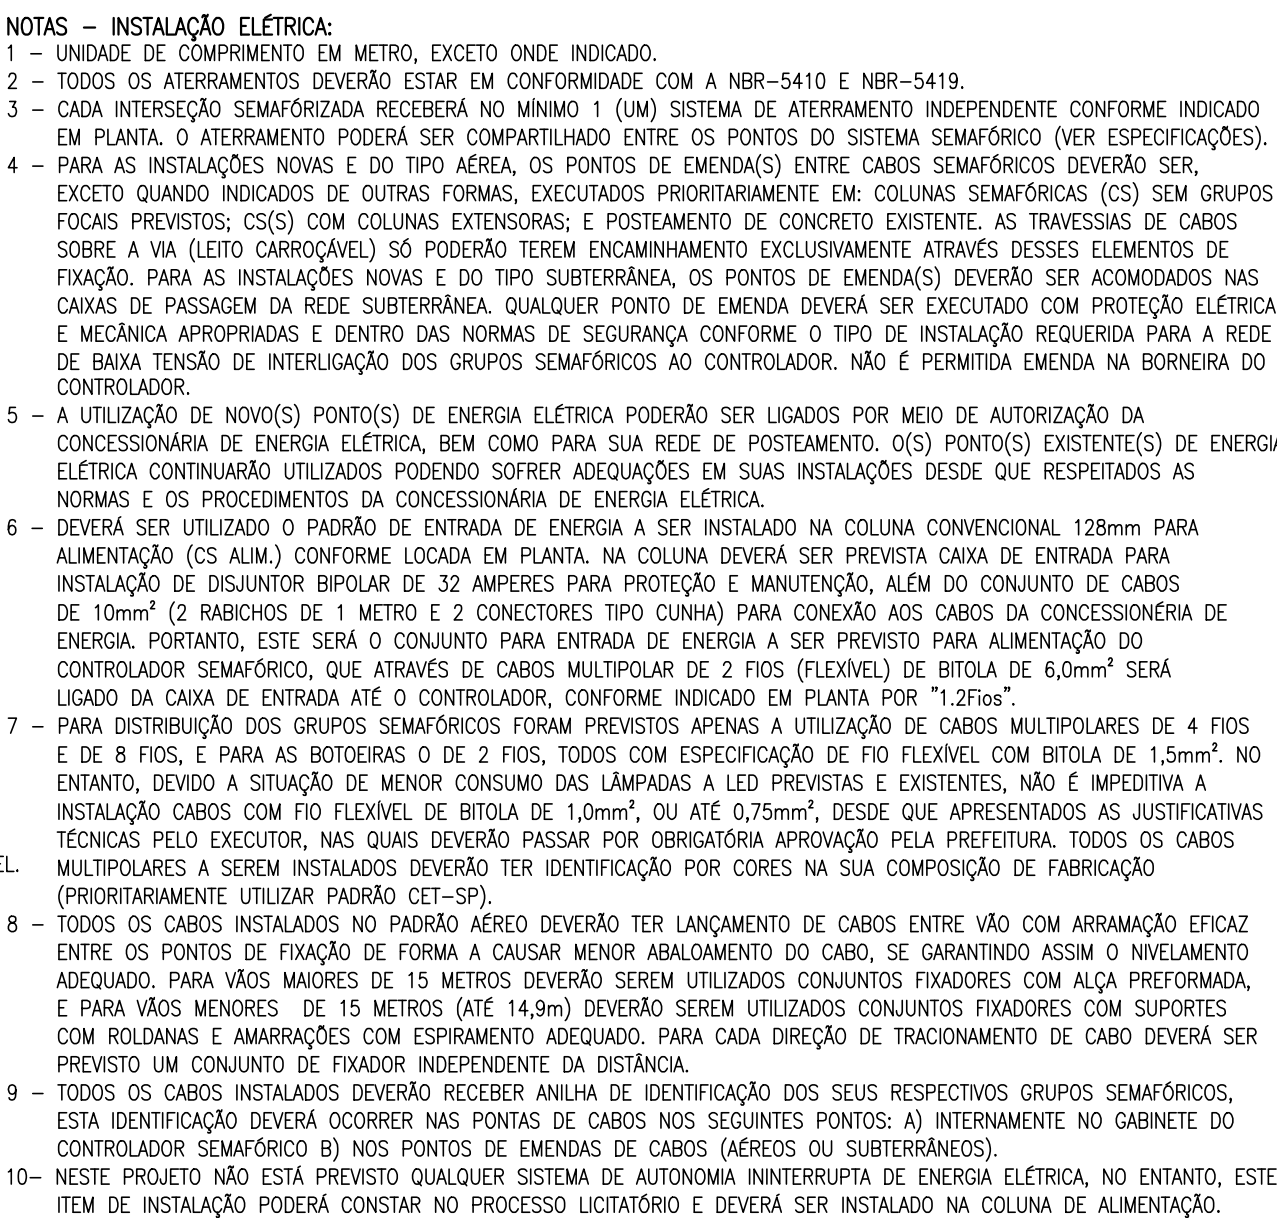 NOTAS – INSTALAÇÃO ELÉTRICA:
1 – UNIDADE DE COMPRIMENTO EM METRO, EXCETO ONDE INDICADO.
2 – TODOS OS ATERRAMENTOS DEVERÃO ESTAR EM CONFORMIDADE COM A NBR–5410 E NBR–5419.
3 – CADA INTERSEÇÃO SEMAFÓRIZADA RECEBERÁ NO MÍNIMO 1 (UM) SISTEMA DE ATERRAMENTO INDEPENDENTE CONFORME INDICADO
EM PLANTA. O ATERRAMENTO PODERÁ SER COMPARTILHADO ENTRE OS PONTOS DO SISTEMA SEMAFÓRICO (VER ESPECIFICAÇÕES).
4 – PARA AS INSTALAÇÕES NOVAS E DO TIPO AÉREA, OS PONTOS DE EMENDA(S) ENTRE CABOS SEMAFÓRICOS DEVERÃO SER,
EXCETO QUANDO INDICADOS DE OUTRAS FORMAS, EXECUTADOS PRIORITARIAMENTE EM: COLUNAS SEMAFÓRICAS (CS) SEM GRUPOS
FOCAIS PREVISTOS; CS(S) COM COLUNAS EXTENSORAS; E POSTEAMENTO DE CONCRETO EXISTENTE. AS TRAVESSIAS DE CABOS
SOBRE A VIA (LEITO CARROÇÁVEL) SÓ PODERÃO TEREM ENCAMINHAMENTO EXCLUSIVAMENTE ATRAVÉS DESSES ELEMENTOS DE
FIXAÇÃO. PARA AS INSTALAÇÕES NOVAS E DO TIPO SUBTERRÂNEA, OS PONTOS DE EMENDA(S) DEVERÃO SER ACOMODADOS NAS
CAIXAS DE PASSAGEM DA REDE SUBTERRÂNEA. QUALQUER PONTO DE EMENDA DEVERÁ SER EXECUTADO COM PROTEÇÃO ELÉTRICA
E MECÂNICA APROPRIADAS E DENTRO DAS NORMAS DE SEGURANÇA CONFORME O TIPO DE INSTALAÇÃO REQUERIDA PARA A REDE
DE BAIXA TENSÃO DE INTERLIGAÇÃO DOS GRUPOS SEMAFÓRICOS AO CONTROLADOR. NÃO É PERMITIDA EMENDA NA BORNEIRA DO
CONTROLADOR.
5 – A UTILIZAÇÃO DE NOVO(S) PONTO(S) DE ENERGIA ELÉTRICA PODERÃO SER LIGADOS POR MEIO DE AUTORIZAÇÃO DA
CONCESSIONÁRIA DE ENERGIA ELÉTRICA, BEM COMO PARA SUA REDE DE POSTEAMENTO. O(S) PONTO(S) EXISTENTE(S) DE ENERGIA
ELÉTRICA CONTINUARÃO UTILIZADOS PODENDO SOFRER ADEQUAÇÕES EM SUAS INSTALAÇÕES DESDE QUE RESPEITADOS AS
NORMAS E OS PROCEDIMENTOS DA CONCESSIONÁRIA DE ENERGIA ELÉTRICA.
6 – DEVERÁ SER UTILIZADO O PADRÃO DE ENTRADA DE ENERGIA A SER INSTALADO NA COLUNA CONVENCIONAL 128mm PARA
ALIMENTAÇÃO (CS ALIM.) CONFORME LOCADA EM PLANTA. NA COLUNA DEVERÁ SER PREVISTA CAIXA DE ENTRADA PARA
INSTALAÇÃO DE DISJUNTOR BIPOLAR DE 32 AMPERES PARA PROTEÇÃO E MANUTENÇÃO, ALÉM DO CONJUNTO DE CABOS
DE 10mm² (2 RABICHOS DE 1 METRO E 2 CONECTORES TIPO CUNHA) PARA CONEXÃO AOS CABOS DA CONCESSIONÉRIA DE
ENERGIA. PORTANTO, ESTE SERÁ O CONJUNTO PARA ENTRADA DE ENERGIA A SER PREVISTO PARA ALIMENTAÇÃO DO
CONTROLADOR SEMAFÓRICO, QUE ATRAVÉS DE CABOS MULTIPOLAR DE 2 FIOS (FLEXÍVEL) DE BITOLA DE 6,0mm² SERÁ
LIGADO DA CAIXA DE ENTRADA ATÉ O CONTROLADOR, CONFORME INDICADO EM PLANTA POR "1.2Fios".
7 – PARA DISTRIBUIÇÃO DOS GRUPOS SEMAFÓRICOS FORAM PREVISTOS APENAS A UTILIZAÇÃO DE CABOS MULTIPOLARES DE 4 FIOS
E DE 8 FIOS, E PARA AS BOTOEIRAS O DE 2 FIOS, TODOS COM ESPECIFICAÇÃO DE FIO FLEXÍVEL COM BITOLA DE 1,5mm². NO
ENTANTO, DEVIDO A SITUAÇÃO DE MENOR CONSUMO DAS LÂMPADAS A LED PREVISTAS E EXISTENTES, NÃO É IMPEDITIVA A
INSTALAÇÃO CABOS COM FIO FLEXÍVEL DE BITOLA DE 1,0mm², OU ATÉ 0,75mm², DESDE QUE APRESENTADOS AS JUSTIFICATIVAS
TÉCNICAS PELO EXECUTOR, NAS QUAIS DEVERÃO PASSAR POR OBRIGATÓRIA APROVAÇÃO PELA PREFEITURA. TODOS OS CABOS
EL. MULTIPOLARES A SEREM INSTALADOS DEVERÃO TER IDENTIFICAÇÃO POR CORES NA SUA COMPOSIÇÃO DE FABRICAÇÃO
(PRIORITARIAMENTE UTILIZAR PADRÃO CET–SP).
8 – TODOS OS CABOS INSTALADOS NO PADRÃO AÉREO DEVERÃO TER LANÇAMENTO DE CABOS ENTRE VÃO COM ARRAMAÇÃO EFICAZ
ENTRE OS PONTOS DE FIXAÇÃO DE FORMA A CAUSAR MENOR ABALOAMENTO DO CABO, SE GARANTINDO ASSIM O NIVELAMENTO
ADEQUADO. PARA VÃOS MAIORES DE 15 METROS DEVERÃO SEREM UTILIZADOS CONJUNTOS FIXADORES COM ALÇA PREFORMADA,
E PARA VÃOS MENORES DE 15 METROS (ATÉ 14,9m) DEVERÃO SEREM UTILIZADOS CONJUNTOS FIXADORES COM SUPORTES
COM ROLDANAS E AMARRAÇÕES COM ESPIRAMENTO ADEQUADO. PARA CADA DIREÇÃO DE TRACIONAMENTO DE CABO DEVERÁ SER
PREVISTO UM CONJUNTO DE FIXADOR INDEPENDENTE DA DISTÂNCIA.
9 – TODOS OS CABOS INSTALADOS DEVERÃO RECEBER ANILHA DE IDENTIFICAÇÃO DOS SEUS RESPECTIVOS GRUPOS SEMAFÓRICOS,
ESTA IDENTIFICAÇÃO DEVERÁ OCORRER NAS PONTAS DE CABOS NOS SEGUINTES PONTOS: A) INTERNAMENTE NO GABINETE DO
CONTROLADOR SEMAFÓRICO B) NOS PONTOS DE EMENDAS DE CABOS (AÉREOS OU SUBTERRÂNEOS).
10– NESTE PROJETO NÃO ESTÁ PREVISTO QUALQUER SISTEMA DE AUTONOMIA ININTERRUPTA DE ENERGIA ELÉTRICA, NO ENTANTO, ESTE
ITEM DE INSTALAÇÃO PODERÁ CONSTAR NO PROCESSO LICITATÓRIO E DEVERÁ SER INSTALADO NA COLUNA DE ALIMENTAÇÃO.